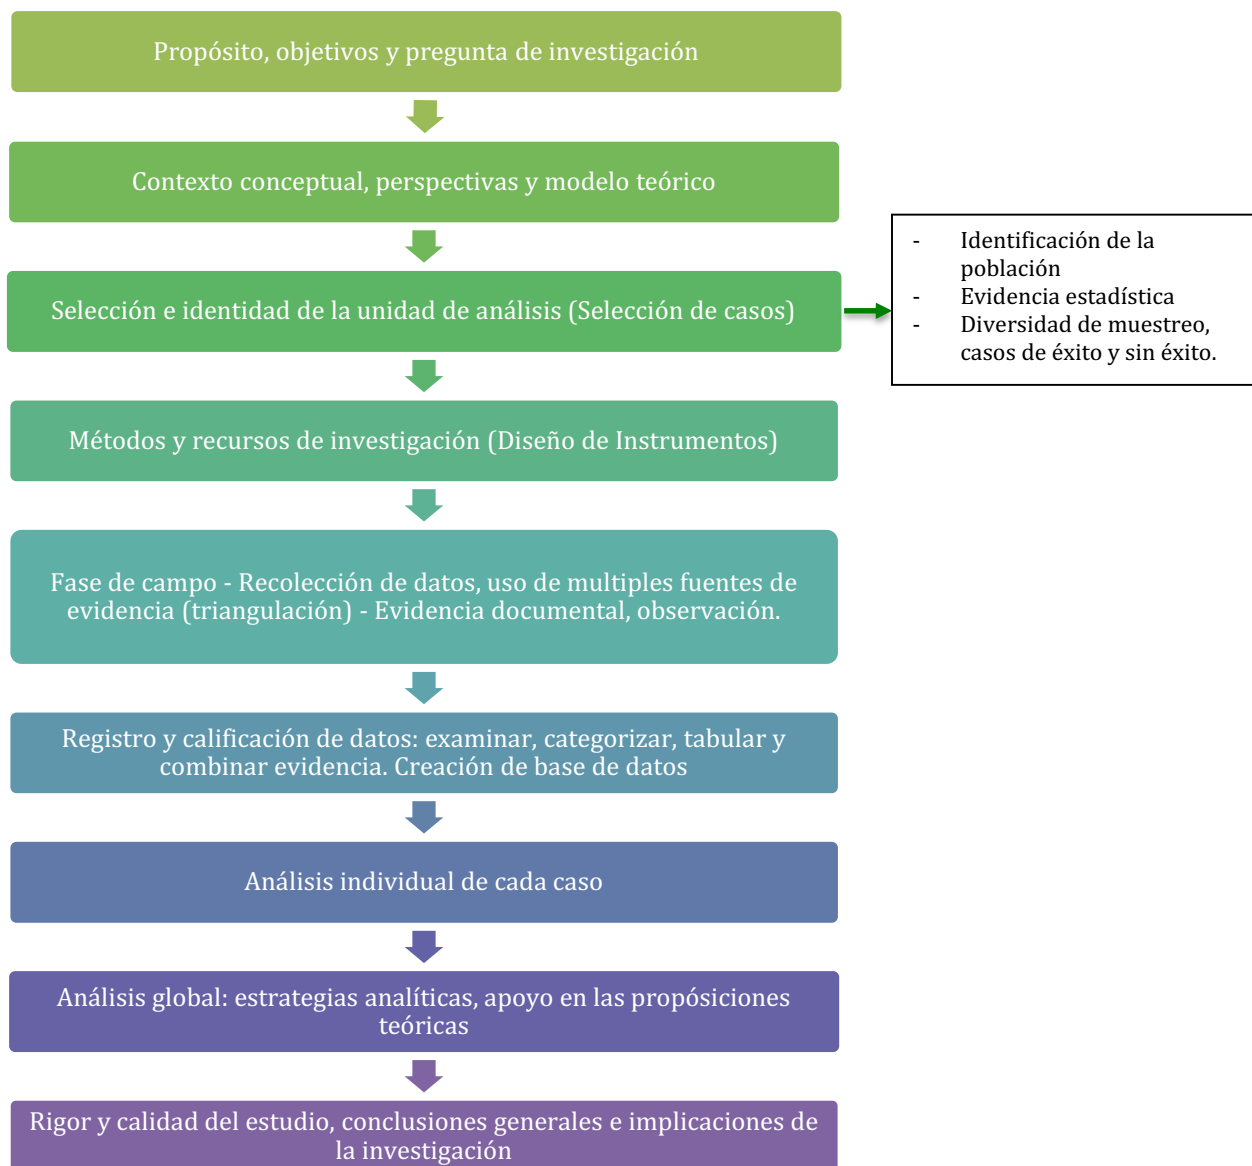 Propósito, objetivos y pregunta de investigación
Contexto conceptual, perspectivas y modelo teórico
Selección e identidad de la unidad de análisis (Selección de casos)
- Identificación de la
población
- Evidencia estadística
- Diversidad de muestreo,
casos de éxito y sin éxito.
Métodos y recursos de investigación (Diseño de Instrumentos)
Fase de campo - Recolección de datos, uso de multiples fuentes de
evidencia (triangulación) - Evidencia documental, observación.
Registro y calificación de datos: examinar, categorizar, tabular y
combinar evidencia. Creación de base de datos
Análisis individual de cada caso
Análisis global: estrategias analíticas, apoyo en las propósiciones
teóricas
Rigor y calidad del estudio, conclusiones generales e implicaciones de
la investigación